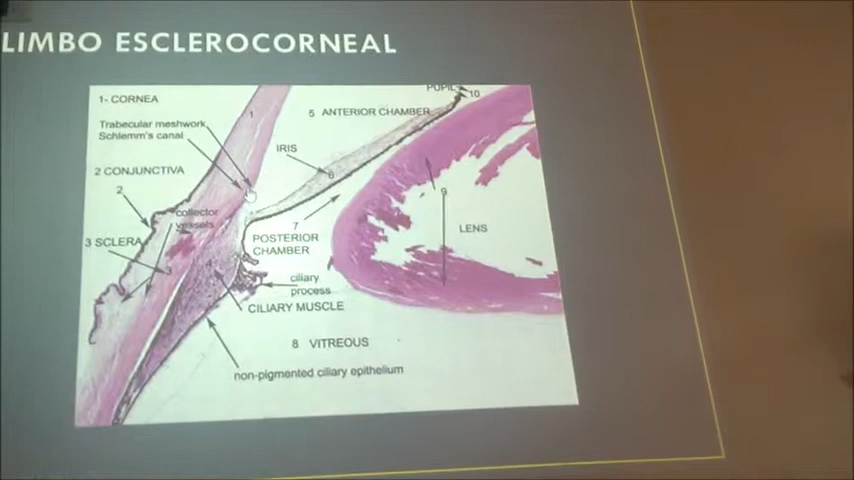 LIMBO ESCLEROCORNEAL
PUPIL 10
1- CORNEA
1
5 ANTERIOR CHAMBER
Trabecular meshwork
Schlemm's canal
IRIS
2 CONJUNCTIVA
6
2
9
collector
vessels
7
LENS
3 SCLERA
POSTERIOR
CHAMBER
3
ciliary
process
CILIARY MUSCLE
8 VITREOUS
non-pigmented ciliary epithelium